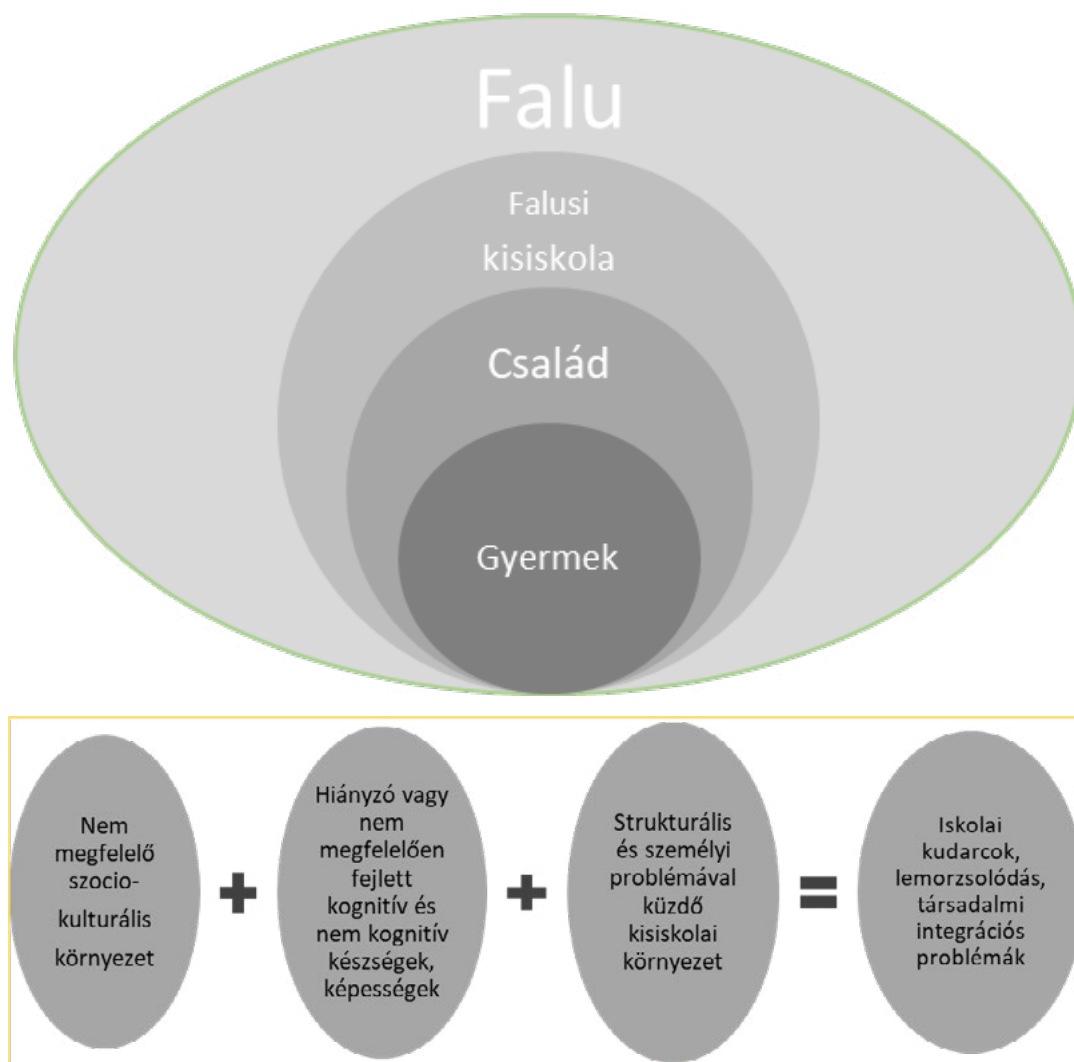 Falu
Falusi
kisiskola
Család
Gyermek
Nem
megfelelő
szocio-
kulturális
környezet
+
Hiányzó vagy
nem
megfelelően
fejlett
kognitív és
nem kognitív
készségek,
képességek
+
Strukturális
és személyi
problémával
küzdő
kisiskolai
környezet
=
Iskolai
kudarcok,
lemorzsolódás,
társadalmi
integrációs
problémák